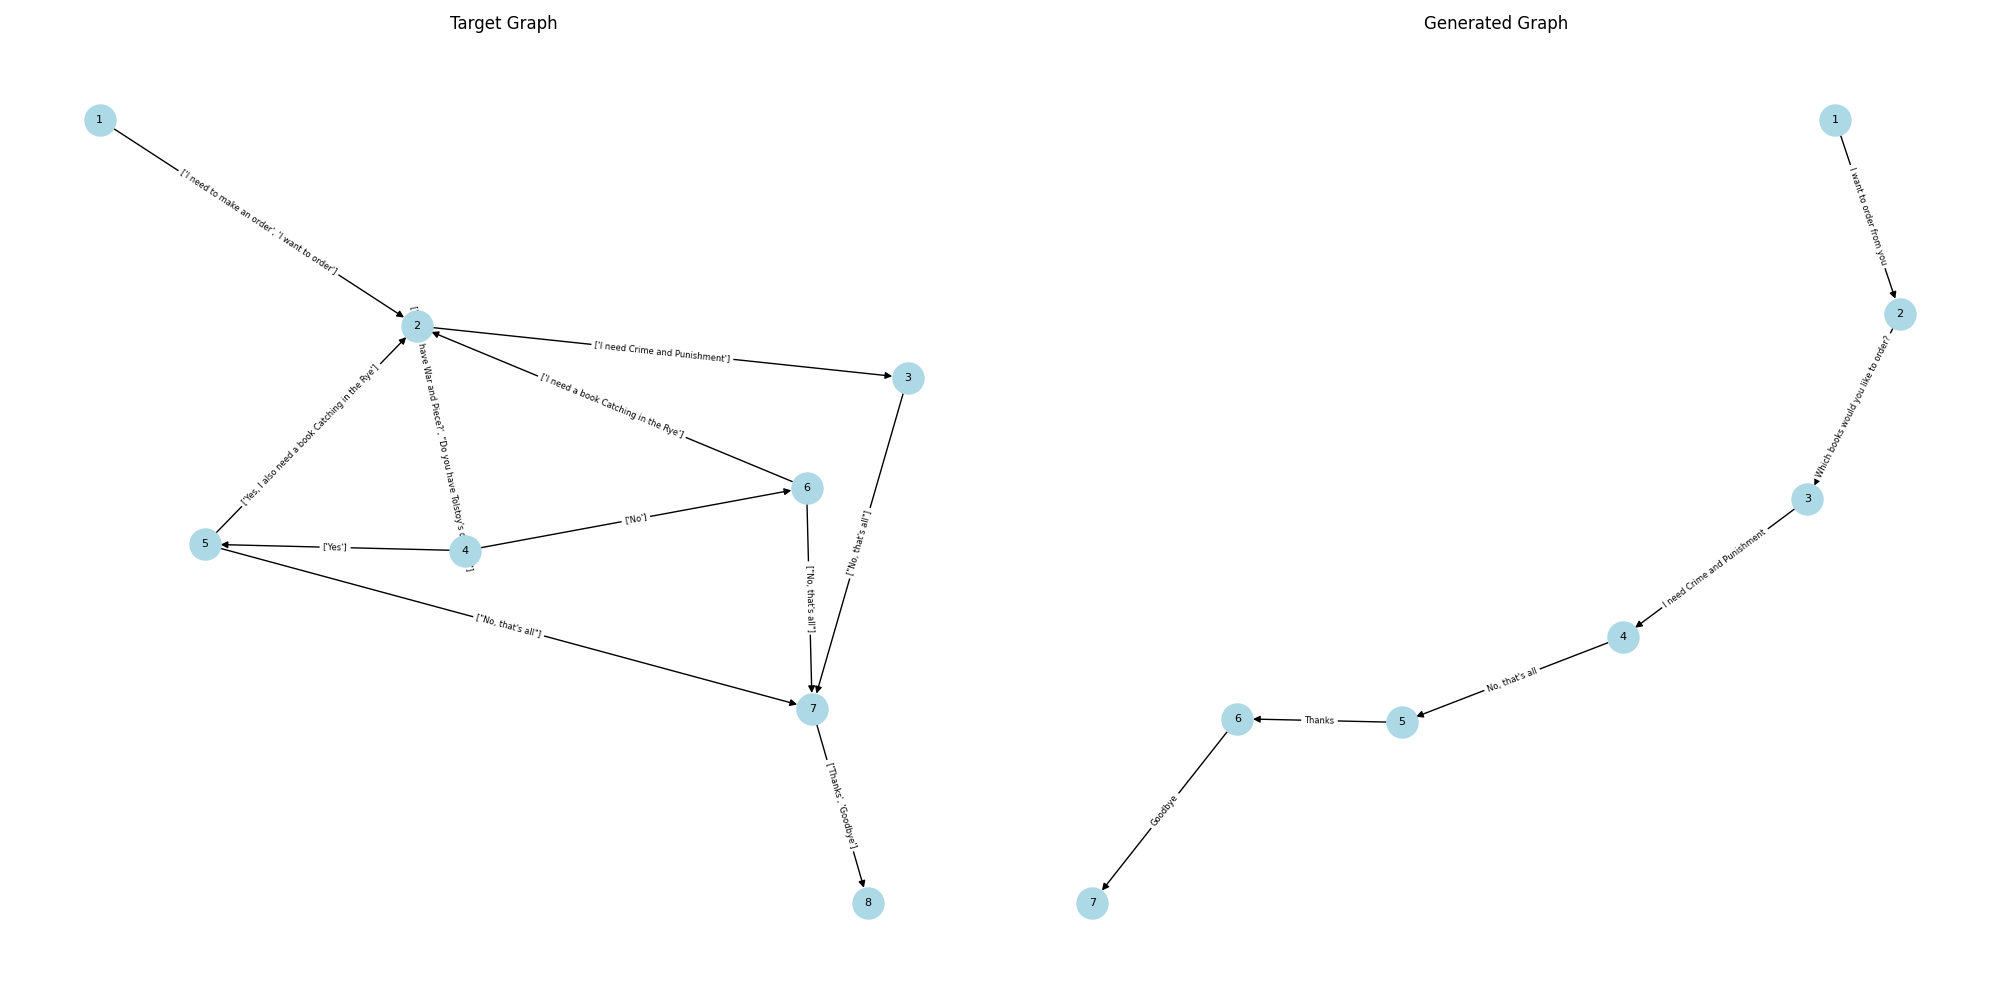 Target Graph
1
['I need to make an order', 'I want to order']
2
['I need Crime and Punishment']
3
['I need a book Catching in the Rye']
['Yes, I also need a book Catching in the Rye']
[
have War and Piece?', "Do you have Tolstoy's
"]
6
['No']
5
['Yes']
4
["No, that's all"]
["No, that's all"]
["No, that's all"]
7
['Thanks', 'Goodbye']
8
Generated Graph
1
I want to order from you
2
Which books would you like to order?
3
I need Crime and Punishment
4
No, that's all
5
Thanks
6
Goodbye
7